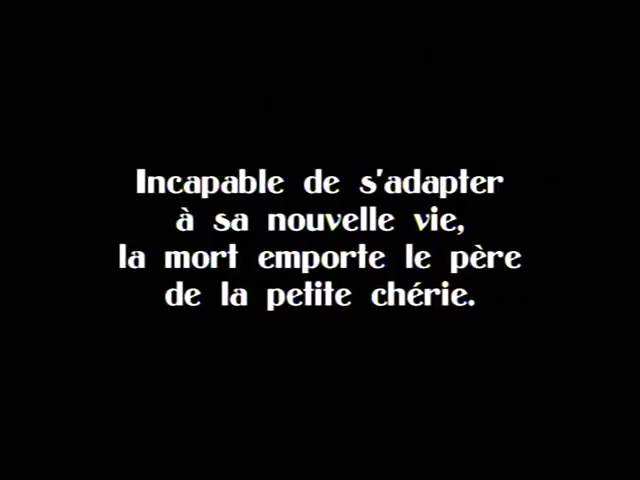 Incapable de s'adapter
à sa nouvelle vie,
la mort emporte le père
de la petite chérie.